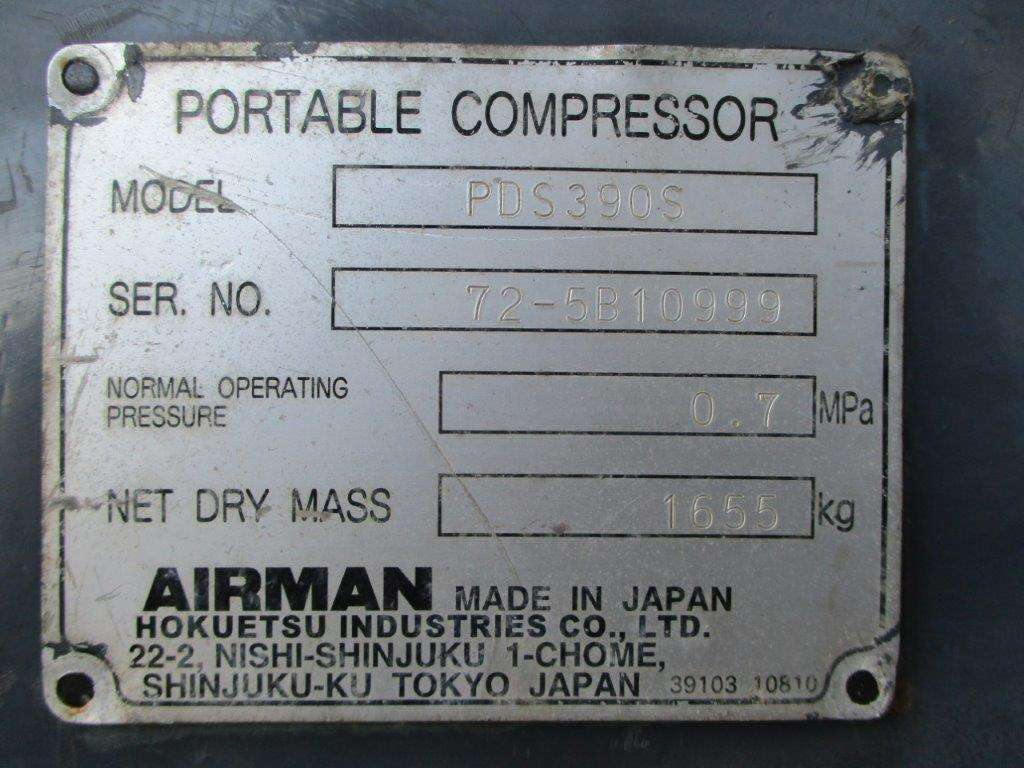 PORTABLE COMPRESSOR
MODEL PDS390S
SER. NO. 72-5B10999
NORMAL OPERATING
PRESSURE 0.7 MPa
NET DRY MASS 1655 kg
AIRMAN MADE IN JAPAN
HOKUETSU INDUSTRIES CO., LTD.
22-2, NISHI-SHINJUKU 1-CHOME,
SHINJUKU-KU TOKYO JAPAN 39103 10810